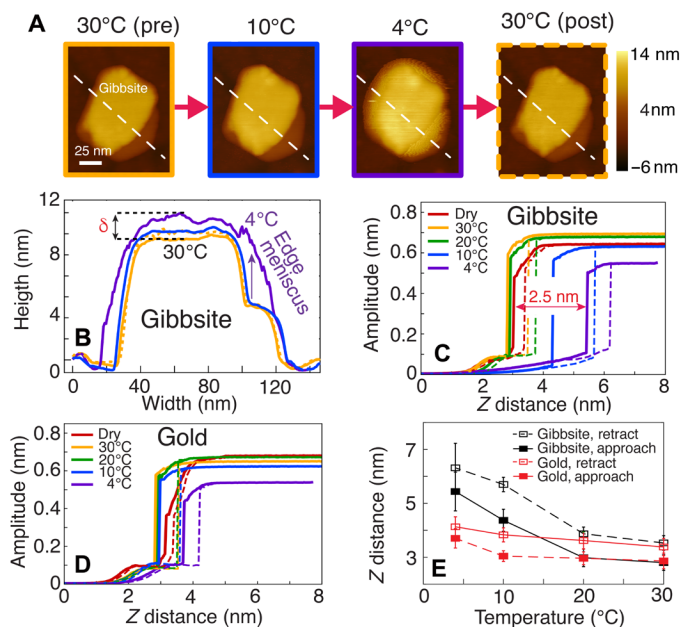 A
30°C (pre)
10°C
4°C
30°C (post)
Gibbsite
25 nm
14 nm
4 nm
−6 nm
12
10
8
4
0
Heigth (nm)
δ
30°C
4°C Edge
meniscus
B
Gibbsite
0
40
80
120
Width (nm)
0.8
0.6
0.4
0.2
0.0
Amplitude (nm)
Gibbsite
Dry
30°C
20°C
10°C
4°C
2.5 nm
C
0
2
4
6
8
Z distance (nm)
0.8
0.6
0.4
0.2
0
Amplitude (nm)
Gold
Dry
30°C
20°C
10°C
4°C
D
0
2
4
6
8
Z distance (nm)
7
5
3
Z distance (nm)
Gibbsite, retract
Gibbsite, approach
Gold, retract
Gold, approach
E
0
10
20
30
Temperature (°C)